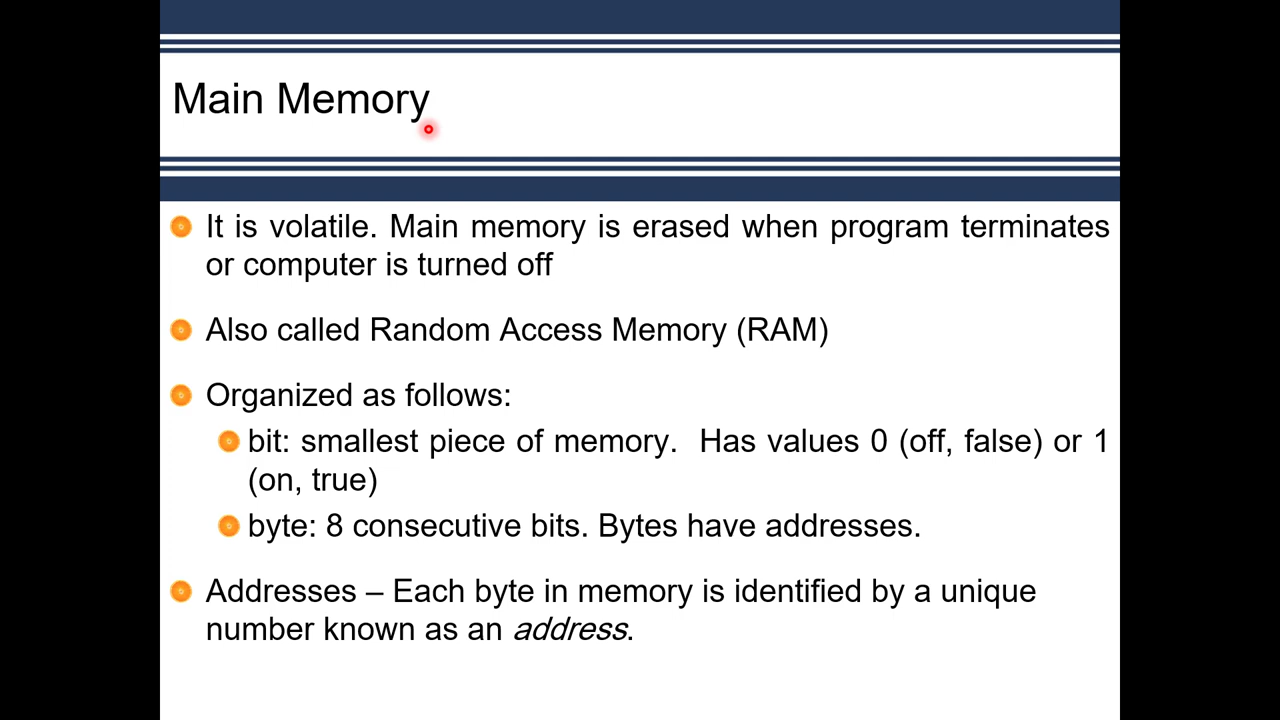 Main Memory
It is volatile. Main memory is erased when program terminates
or computer is turned off
Also called Random Access Memory (RAM)
Organized as follows:
bit: smallest piece of memory.  Has values 0 (off, false) or 1
(on, true)
byte: 8 consecutive bits. Bytes have addresses.
Addresses – Each byte in memory is identified by a unique
number known as an address.